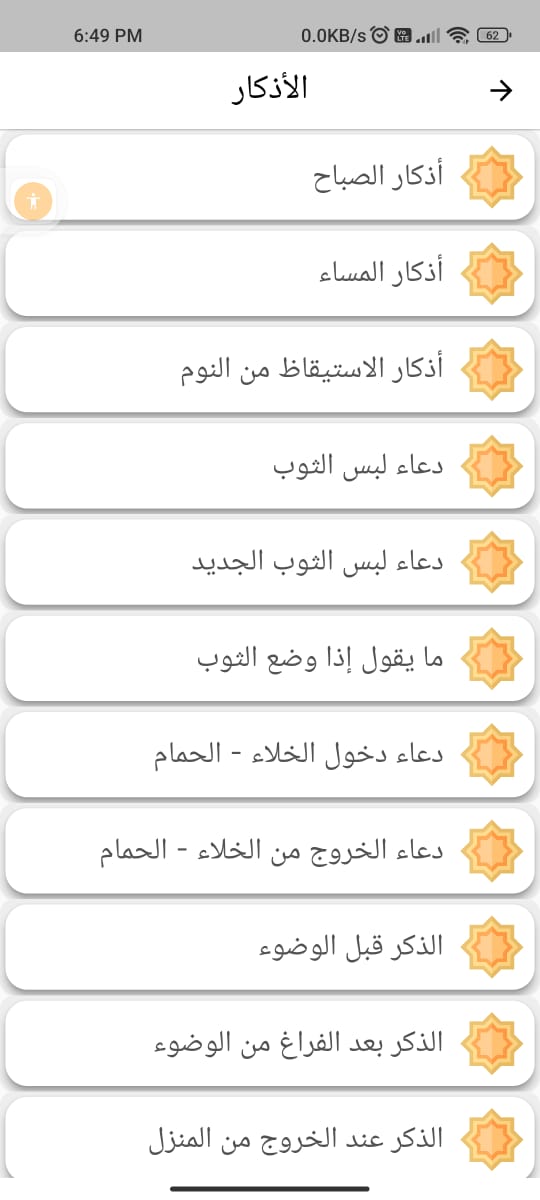 6:49 PM
0.0KB/s
Vo LTE
62
الأذكار
أذكار الصباح
أذكار المساء
أذكار الاستيقاظ من النوم
دعاء لبس الثوب
دعاء لبس الثوب الجديد
ما يقول إذا وضع الثوب
دعاء دخول الخلاء - الحمام
دعاء الخروج من الخلاء - الحمام
الذكر قبل الوضوء
الذكر بعد الفراغ من الوضوء
الذكر عند الخروج من المنزل